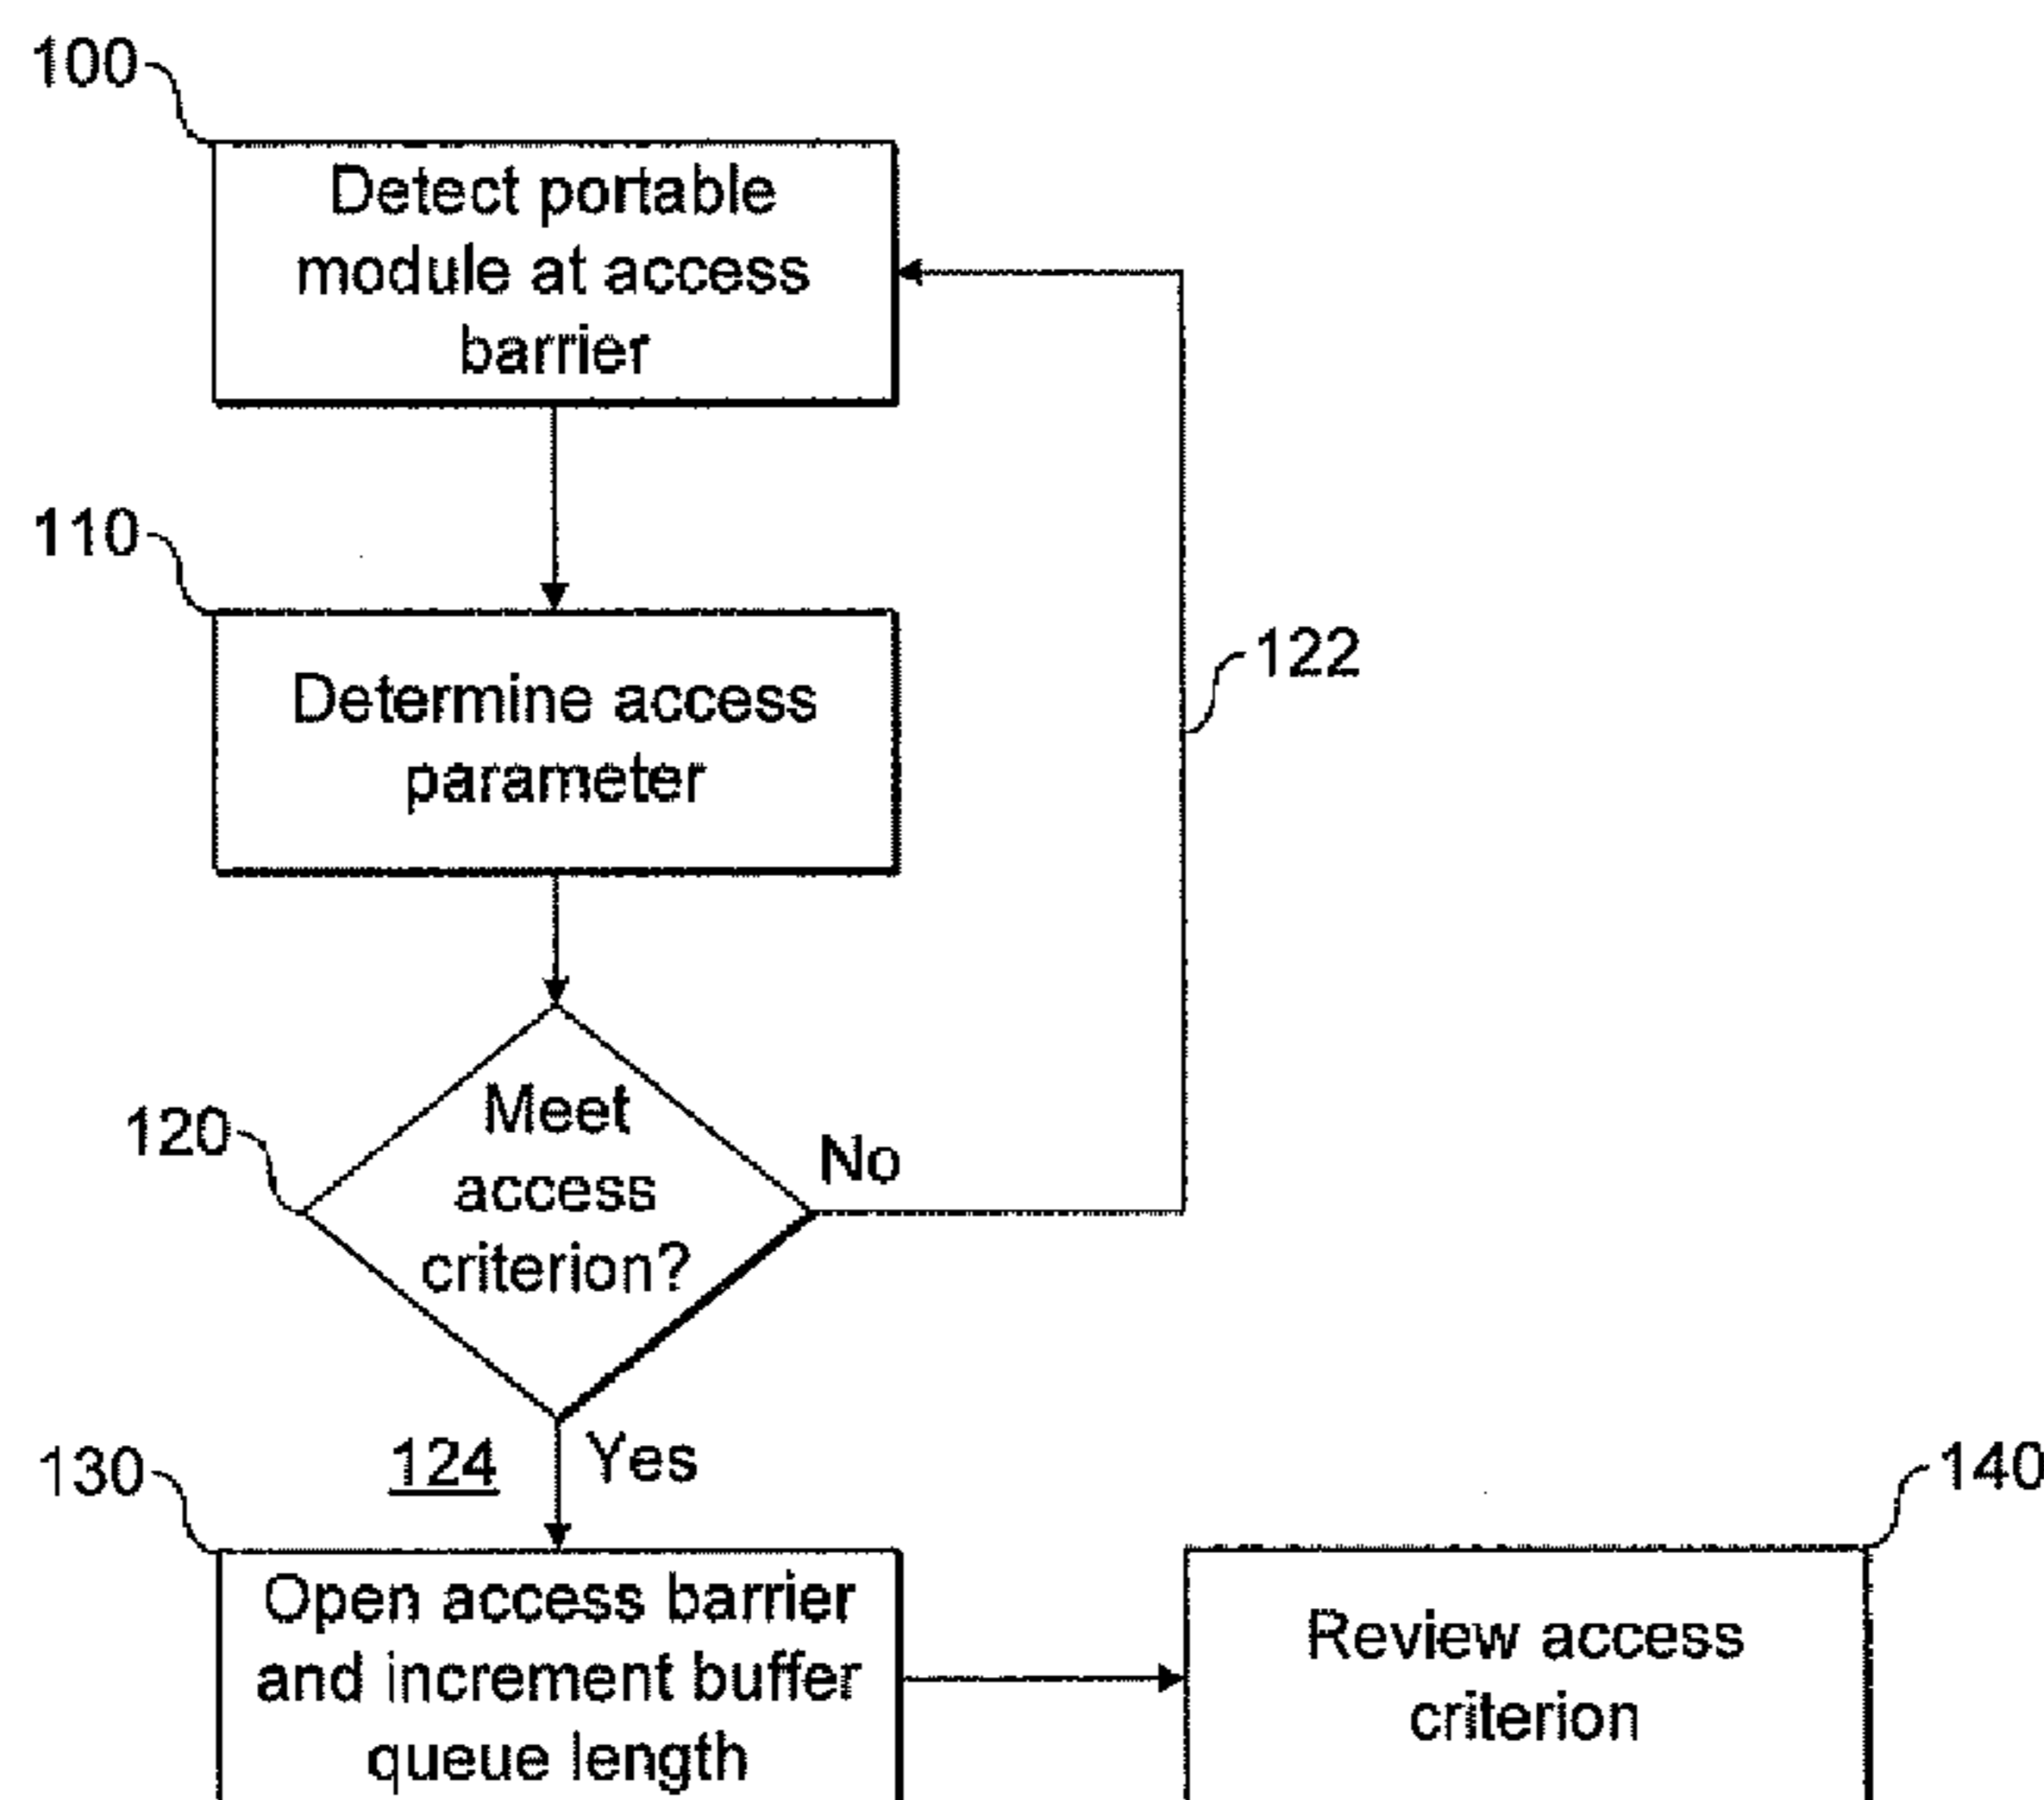 100
Detect portable
module at access
barrier
110
Determine access
parameter
122
120
Meet
access
criterion?
No
124
Yes
130
Open access barrier
and increment buffer
queue length
140
Review access
criterion